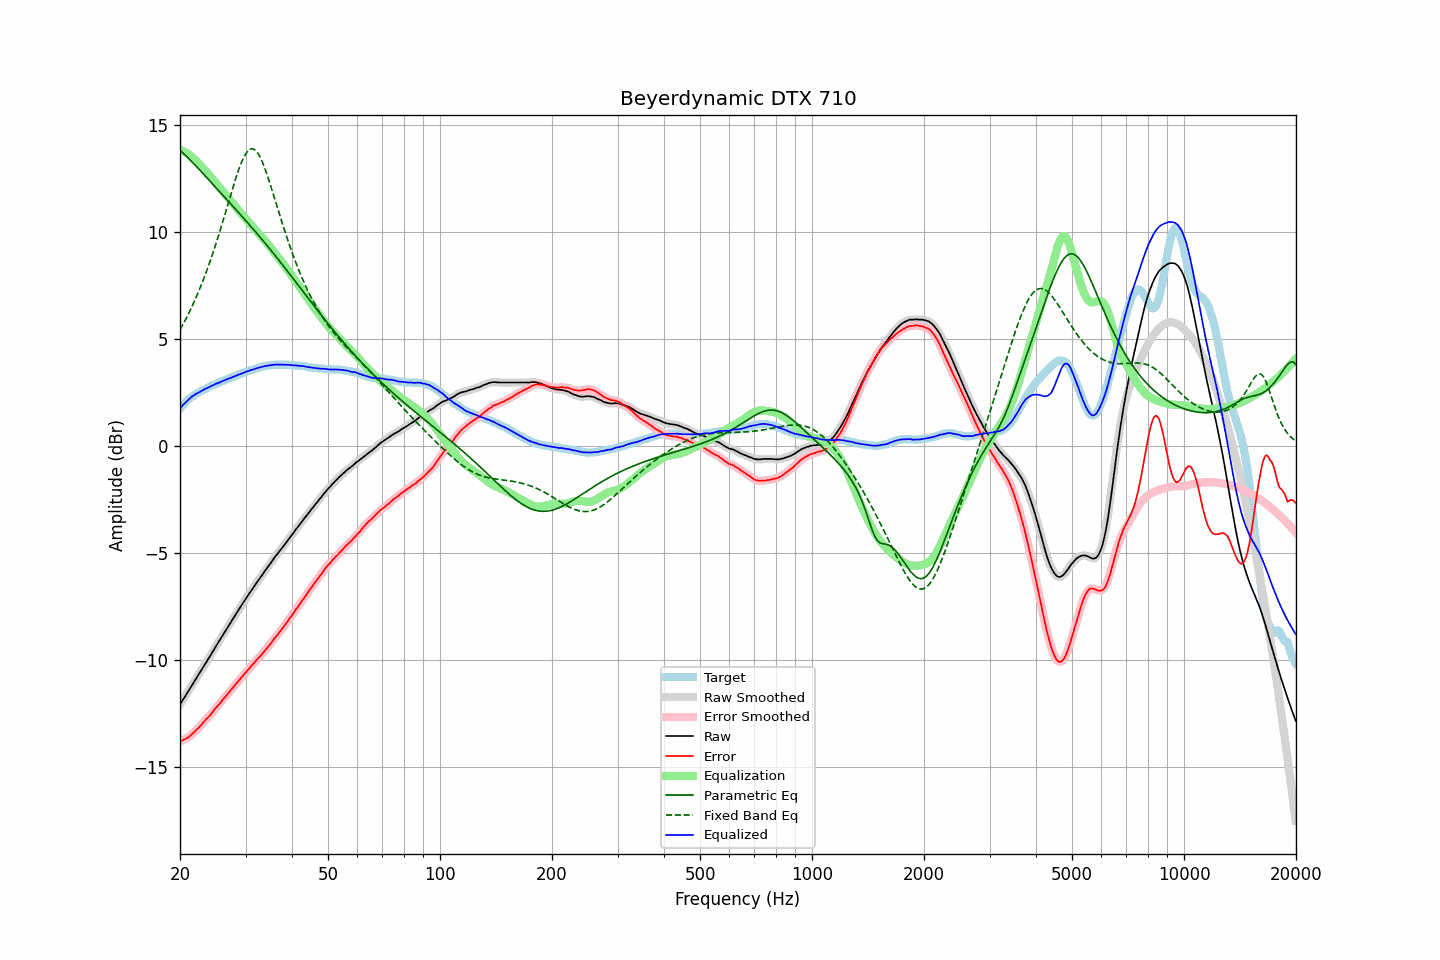 Beyerdynamic DTX 710
15
10
5
0
−5
−10
−15
Amplitude (dBr)
Target
Raw Smoothed
Error Smoothed
Raw
Error
Equalization
Parametric Eq
Fixed Band Eq
Equalized
20 50 100 200 500 1000 2000 5000 10000 20000
Frequency (Hz)